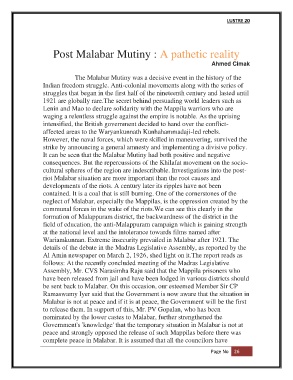 LUSTRE 20
Post Malabar Mutiny : A pathetic reality
Ahmed Cimak
The Malabar Mutiny was a decisive event in the history of the
Indian freedom struggle. Anti-colonial movements along with the series of
struggles that began in the first half of the nineteenth century and lasted until
1921 are globally rare.The secret behind persuading world leaders such as
Lenin and Mao to declare solidarity with the Mappila warriors who are
waging a relentless struggle against the empire is notable. As the uprising
intensified, the British government decided to hand over the conflict-
affected areas to the Waryankunnath Kunhahammadaji-led rebels.
However, the naval forces, which were skilled in maneuvering, survived the
strike by announcing a general amnesty and implementing a divisive policy.
It can be seen that the Malabar Mutiny had both positive and negative
consequences. But the repercussions of the Khilafat movement on the socio-
cultural spheres of the region are indescribable. Investigations into the post-
riot Malabar situation are more important than the root causes and
developments of the riots. A century later its ripples have not been
contained. It is a coal that is still burning. One of the cornerstones of the
neglect of Malabar, especially the Mappilas, is the oppression created by the
communal forces in the wake of the riots.We can see this clearly in the
formation of Malappuram district, the backwardness of the district in the
field of education, the anti-Malappuram campaign which is gaining strength
at the national level and the intolerance towards films named after
Wariamkunnan. Extreme insecurity prevailed in Malabar after 1921. The
details of the debate in the Madras Legislative Assembly, as reported by the
Al Amin newspaper on March 2, 1926, shed light on it.The report reads as
follows: At the recently concluded meeting of the Madras Legislative
Assembly, Mr. CVS Narasimha Raju said that the Mappila prisoners who
have been released from jail and have been lodged in various districts should
be sent back to Malabar. On this occasion, our esteemed Member Sir CP
Ramaswamy Iyer said that the Government is now aware that the situation in
Malabar is not at peace and if it is at peace, the Government will be the first
to release them. In support of this, Mr. PV Gopalan, who has been
nominated by the lower castes to Malabar, further strengthened the
Government's 'knowledge' that the temporary situation in Malabar is not at
peace and strongly opposed the release of such Mappilas before there was
complete peace in Malabar. It is assumed that all the councilors have
Page No 26